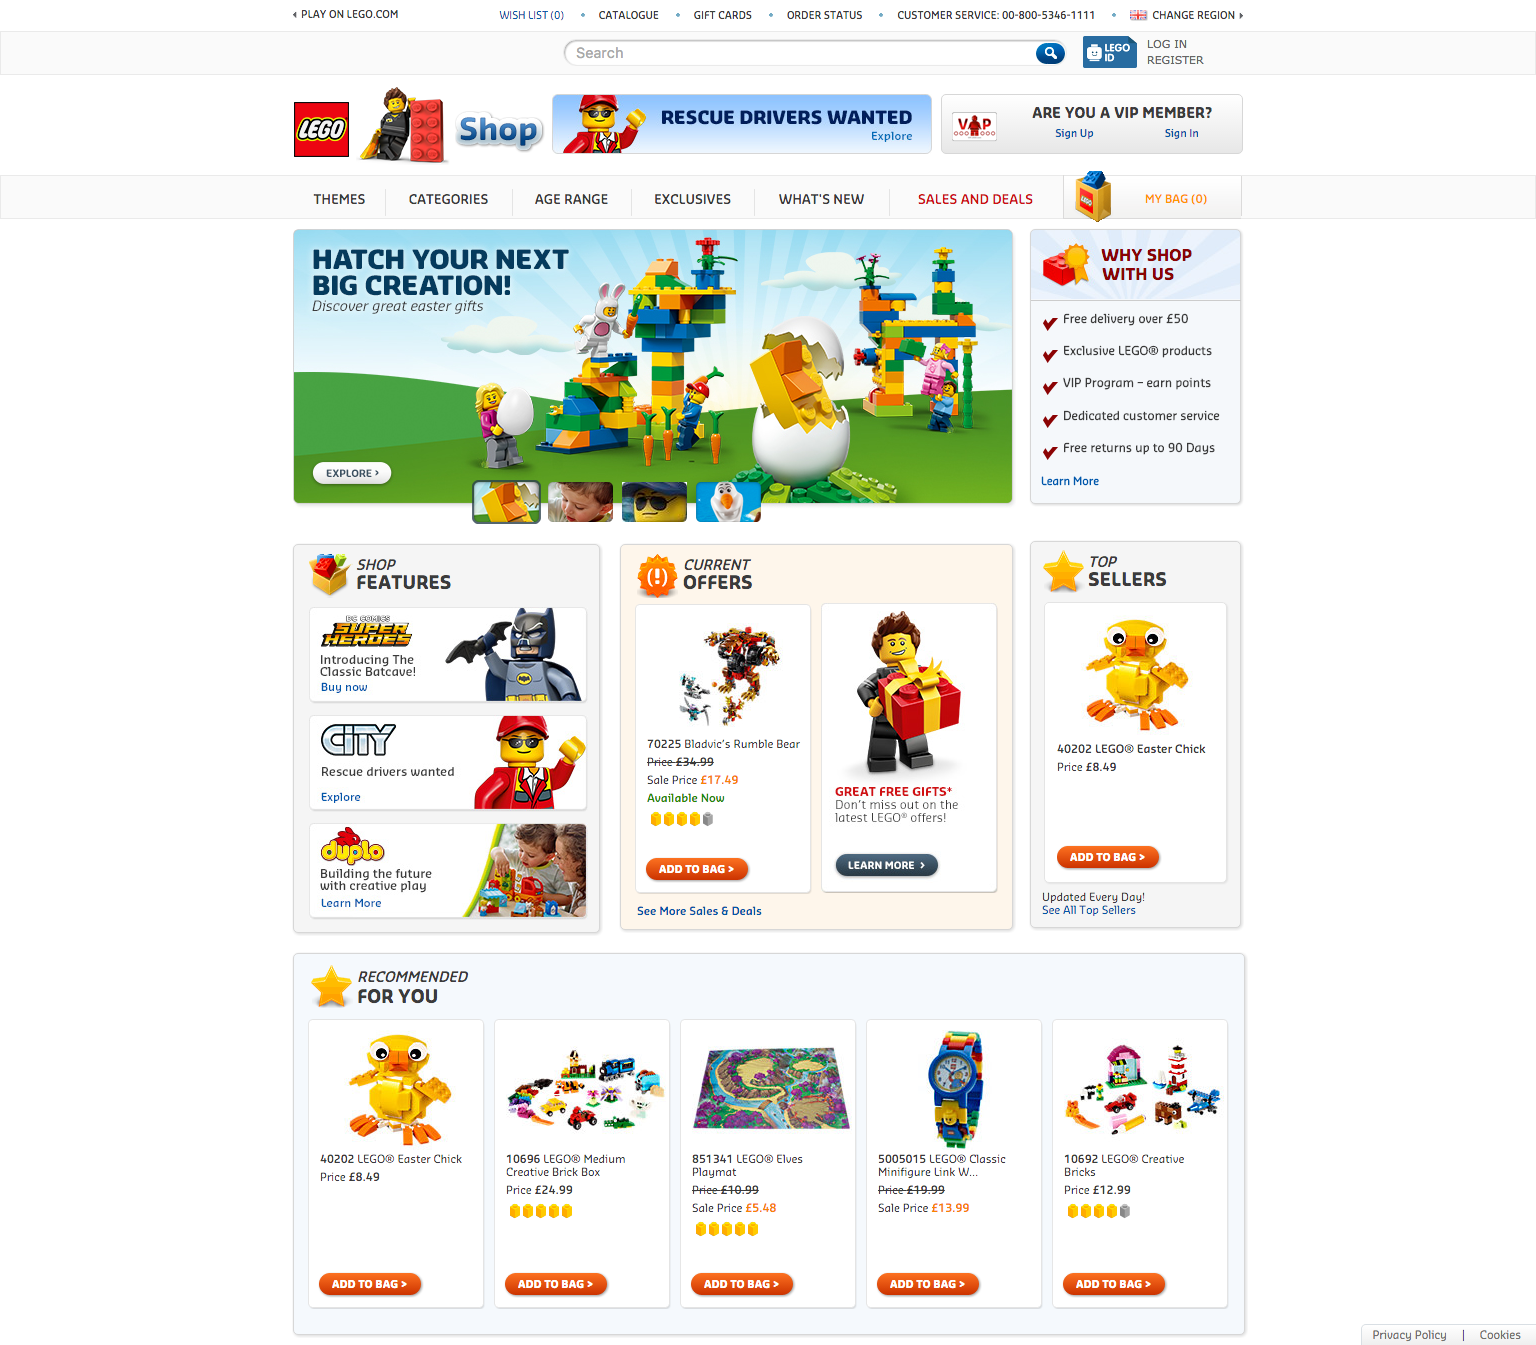 PLAY ON LEGO.COM
WISH LIST (0)
CATALOGUE
GIFT CARDS
ORDER STATUS
CUSTOMER SERVICE: 00-800-5346-1111
CHANGE REGION
Search
LEGO ID
LOG IN
REGISTER
LEGO
Shop
RESCUE DRIVERS WANTED
Explore
VIP
ARE YOU A VIP MEMBER?
Sign Up
Sign In
THEMES
CATEGORIES
AGE RANGE
EXCLUSIVES
WHAT'S NEW
SALES AND DEALS
LEGO
MY BAG (0)
HATCH YOUR NEXT
BIG CREATION!
Discover great easter gifts
EXPLORE >
WHY SHOP
WITH US
Free delivery over £50
Exclusive LEGO® products
VIP Program – earn points
Dedicated customer service
Free returns up to 90 Days
Learn More
SHOP
FEATURES
DC COMICS
SUPER
HEROES
Introducing The
Classic Batcave!
Buy now
CITY
Rescue drivers wanted
Explore
duplo
Building the future
with creative play
Learn More
CURRENT
OFFERS
70225 Bladvic's Rumble Bear
Price £34.99
Sale Price £17.49
Available Now
ADD TO BAG >
GREAT FREE GIFTS*
Don't miss out on the
latest LEGO® offers!
LEARN MORE >
See More Sales & Deals
TOP
SELLERS
40202 LEGO® Easter Chick
Price £8.49
ADD TO BAG >
Updated Every Day!
See All Top Sellers
RECOMMENDED
FOR YOU
40202 LEGO® Easter Chick
Price £8.49
ADD TO BAG >
10696 LEGO® Medium
Creative Brick Box
Price £24.99
ADD TO BAG >
851341 LEGO® Elves
Playmat
Price £10.99
Sale Price £5.48
ADD TO BAG >
5005015 LEGO® Classic
Minifigure Link W...
Price £19.99
Sale Price £13.99
ADD TO BAG >
10692 LEGO® Creative
Bricks
Price £12.99
ADD TO BAG >
Privacy Policy | Cookies